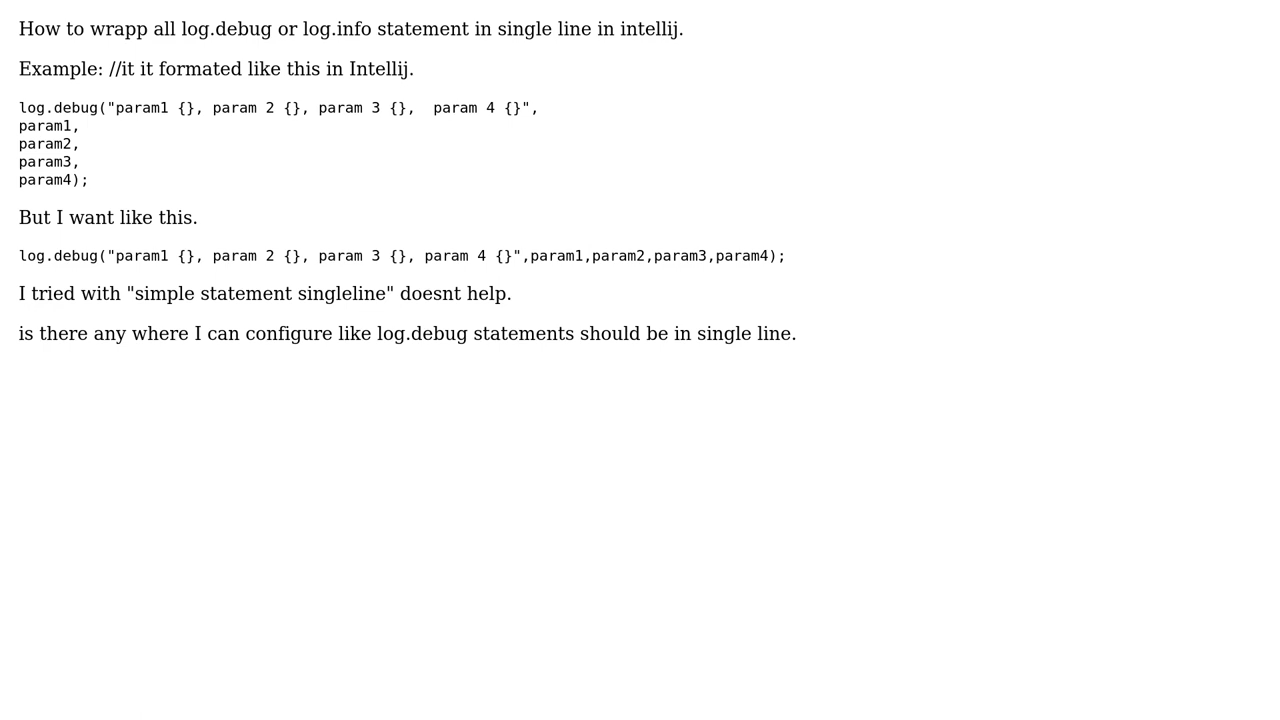 How to wrapp all log.debug or log.info statement in single line in intellij.
Example: //it it formated like this in Intellij.
log.debug("param1 {}, param 2 {}, param 3 {},  param 4 {}",
param1,
param2,
param3,
param4);
But I want like this.
log.debug("param1 {}, param 2 {}, param 3 {}, param 4 {}",param1,param2,param3,param4);
I tried with "simple statement singleline" doesnt help.
is there any where I can configure like log.debug statements should be in single line.